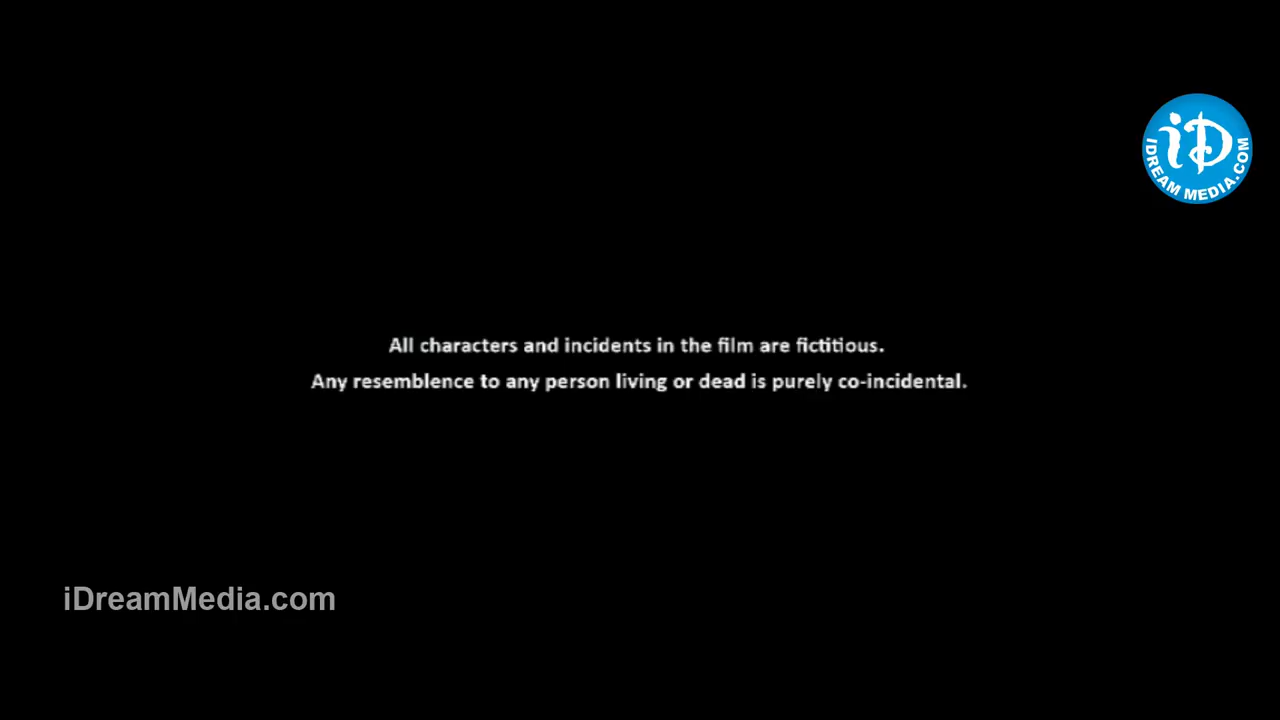 iD
IDREAM MEDIA.COM
All characters and incidents in the film are fictitious.
Any resemblence to any person living or dead is purely co-incidental.
iDreamMedia.com